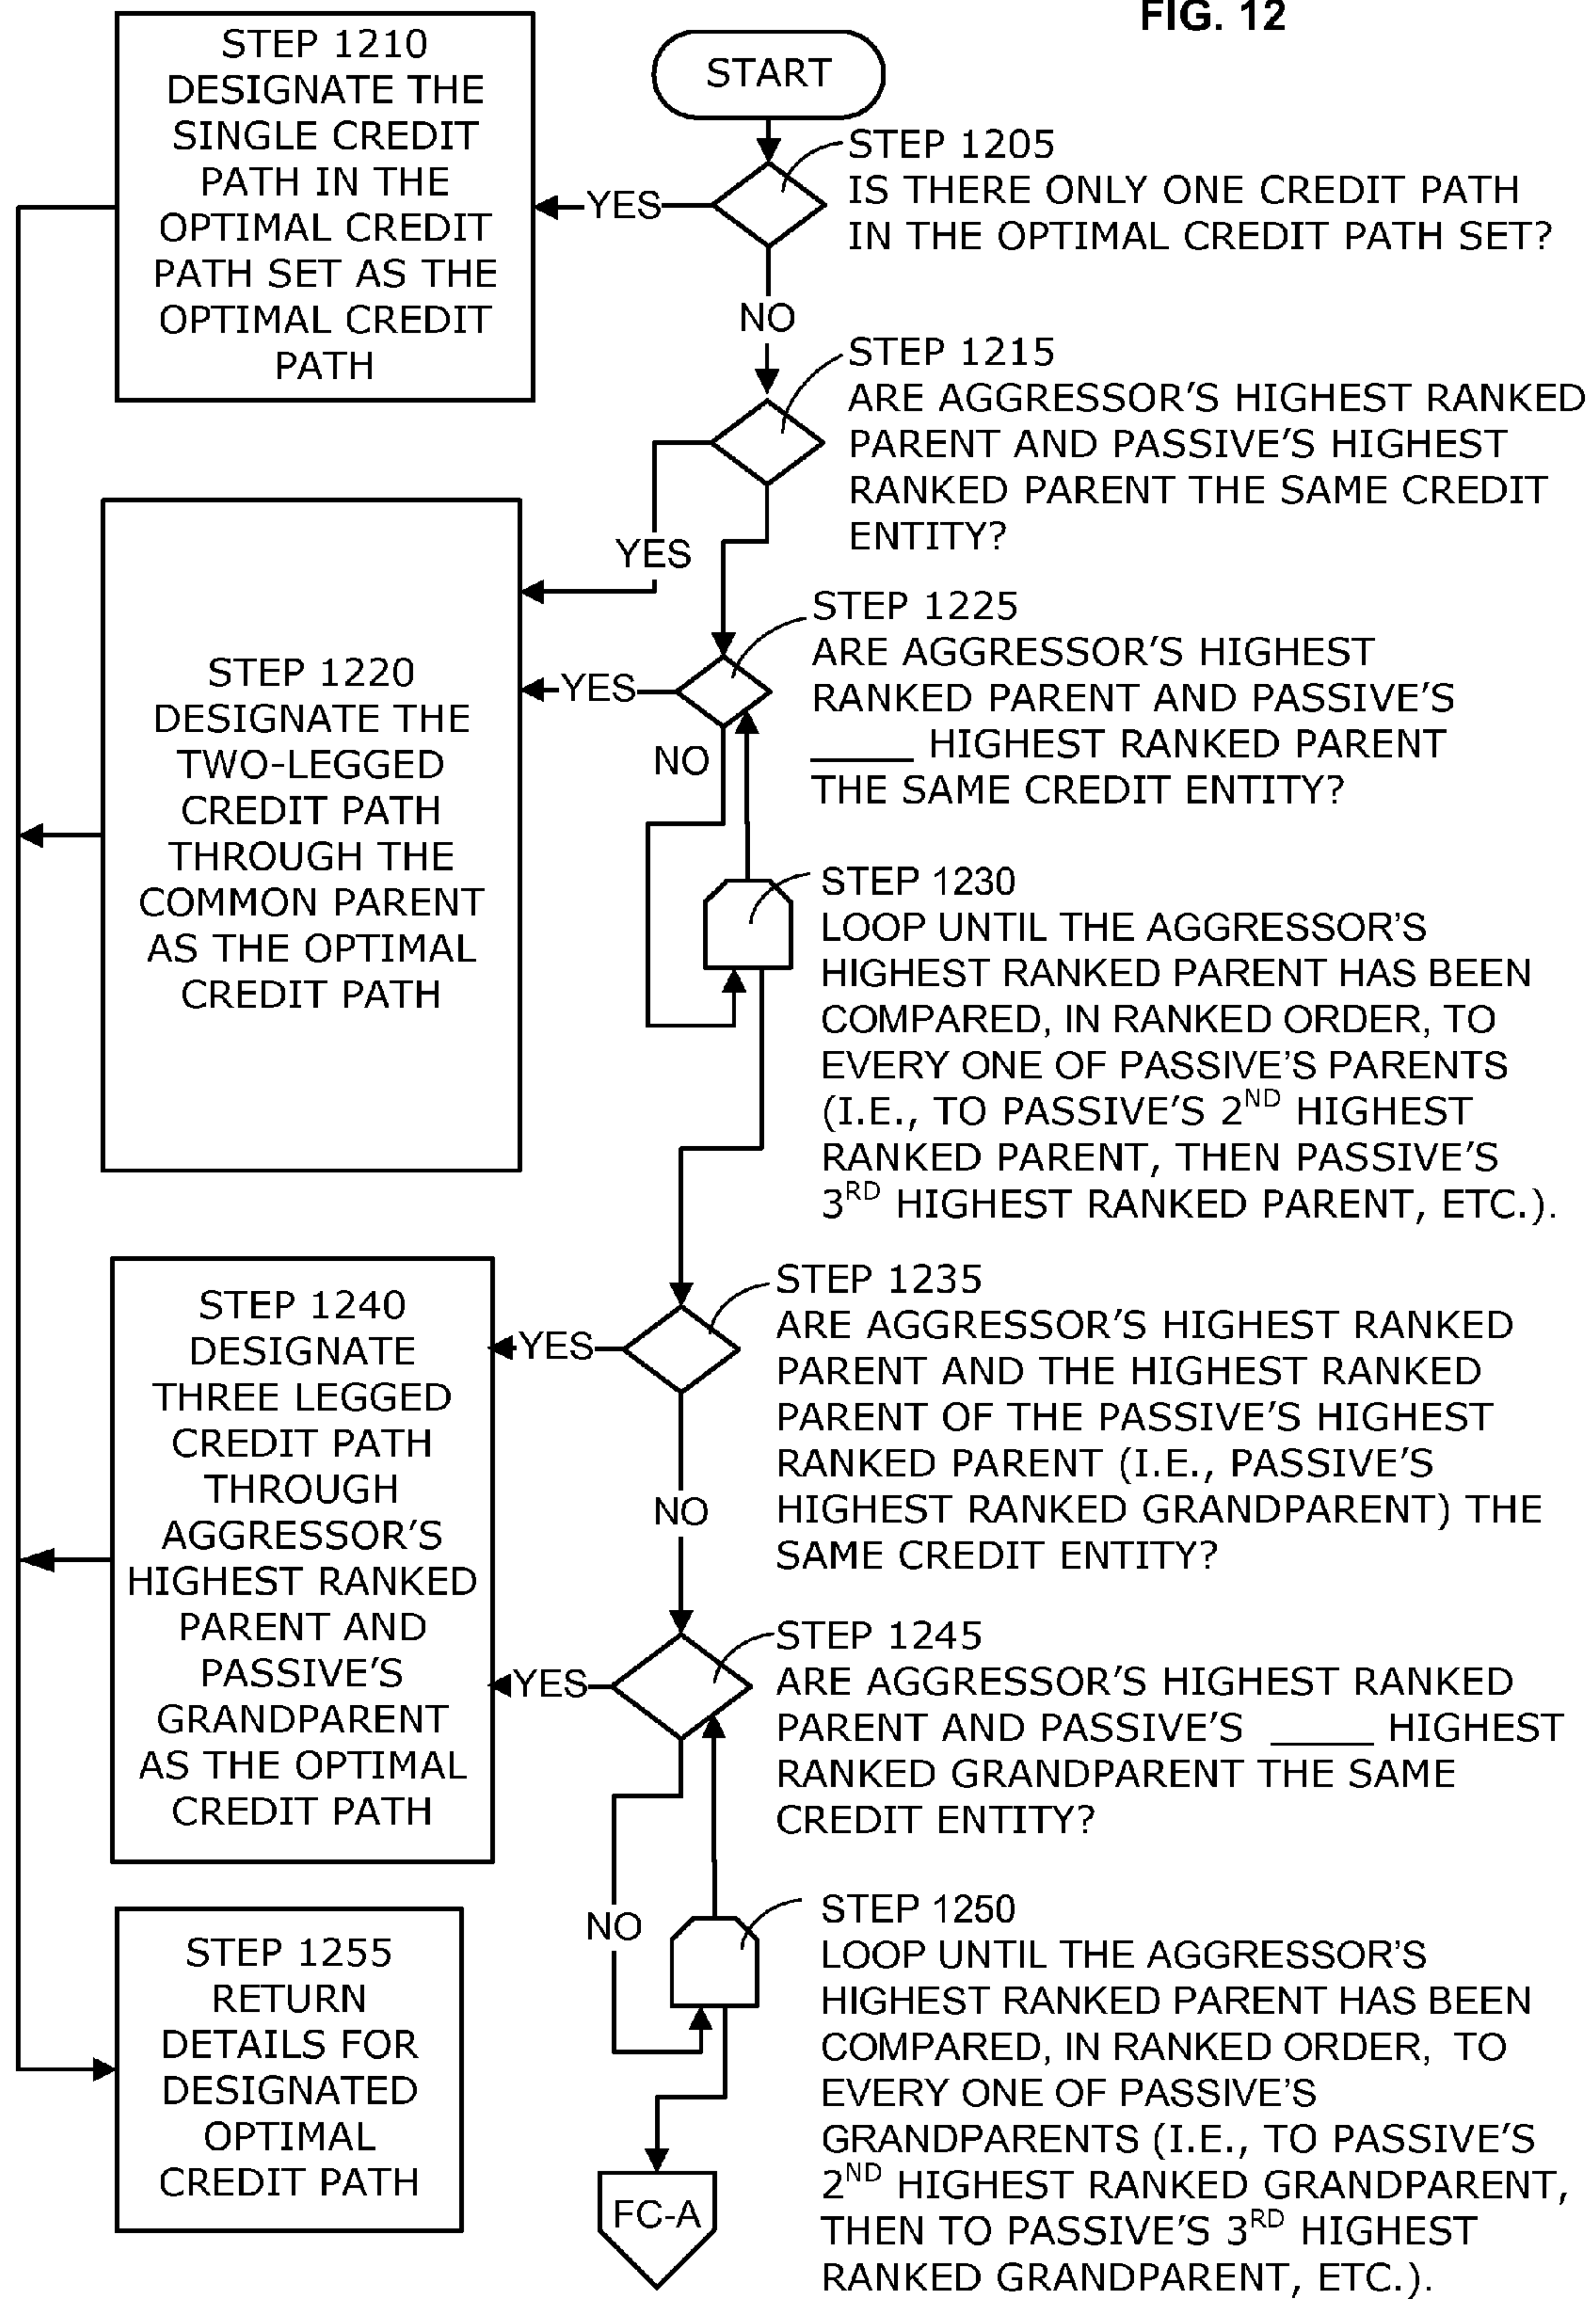 FIG. 12
START
STEP 1205
IS THERE ONLY ONE CREDIT PATH
IN THE OPTIMAL CREDIT PATH SET?
YES
STEP 1210
DESIGNATE THE
SINGLE CREDIT
PATH IN THE
OPTIMAL CREDIT
PATH SET AS THE
OPTIMAL CREDIT
PATH
NO
STEP 1215
ARE AGGRESSOR'S HIGHEST RANKED
PARENT AND PASSIVE'S HIGHEST
RANKED PARENT THE SAME CREDIT
ENTITY?
YES
STEP 1220
DESIGNATE THE
TWO-LEGGED
CREDIT PATH
THROUGH THE
COMMON PARENT
AS THE OPTIMAL
CREDIT PATH
STEP 1225
ARE AGGRESSOR'S HIGHEST
RANKED PARENT AND PASSIVE'S
_____ HIGHEST RANKED PARENT
THE SAME CREDIT ENTITY?
YES
NO
STEP 1230
LOOP UNTIL THE AGGRESSOR'S
HIGHEST RANKED PARENT HAS BEEN
COMPARED, IN RANKED ORDER, TO
EVERY ONE OF PASSIVE'S PARENTS
(I.E., TO PASSIVE'S 2ND HIGHEST
RANKED PARENT, THEN PASSIVE'S
3RD HIGHEST RANKED PARENT, ETC.).
STEP 1235
ARE AGGRESSOR'S HIGHEST RANKED
PARENT AND THE HIGHEST RANKED
PARENT OF THE PASSIVE'S HIGHEST
RANKED PARENT (I.E., PASSIVE'S
HIGHEST RANKED GRANDPARENT) THE
SAME CREDIT ENTITY?
YES
STEP 1240
DESIGNATE
THREE LEGGED
CREDIT PATH
THROUGH
AGGRESSOR'S
HIGHEST RANKED
PARENT AND
PASSIVE'S
GRANDPARENT
AS THE OPTIMAL
CREDIT PATH
NO
STEP 1245
ARE AGGRESSOR'S HIGHEST RANKED
PARENT AND PASSIVE'S _____ HIGHEST
RANKED GRANDPARENT THE SAME
CREDIT ENTITY?
YES
NO
STEP 1250
LOOP UNTIL THE AGGRESSOR'S
HIGHEST RANKED PARENT HAS BEEN
COMPARED, IN RANKED ORDER, TO
EVERY ONE OF PASSIVE'S
GRANDPARENTS (I.E., TO PASSIVE'S
2ND HIGHEST RANKED GRANDPARENT,
THEN TO PASSIVE'S 3RD HIGHEST
RANKED GRANDPARENT, ETC.).
STEP 1255
RETURN
DETAILS FOR
DESIGNATED
OPTIMAL
CREDIT PATH
FC-A